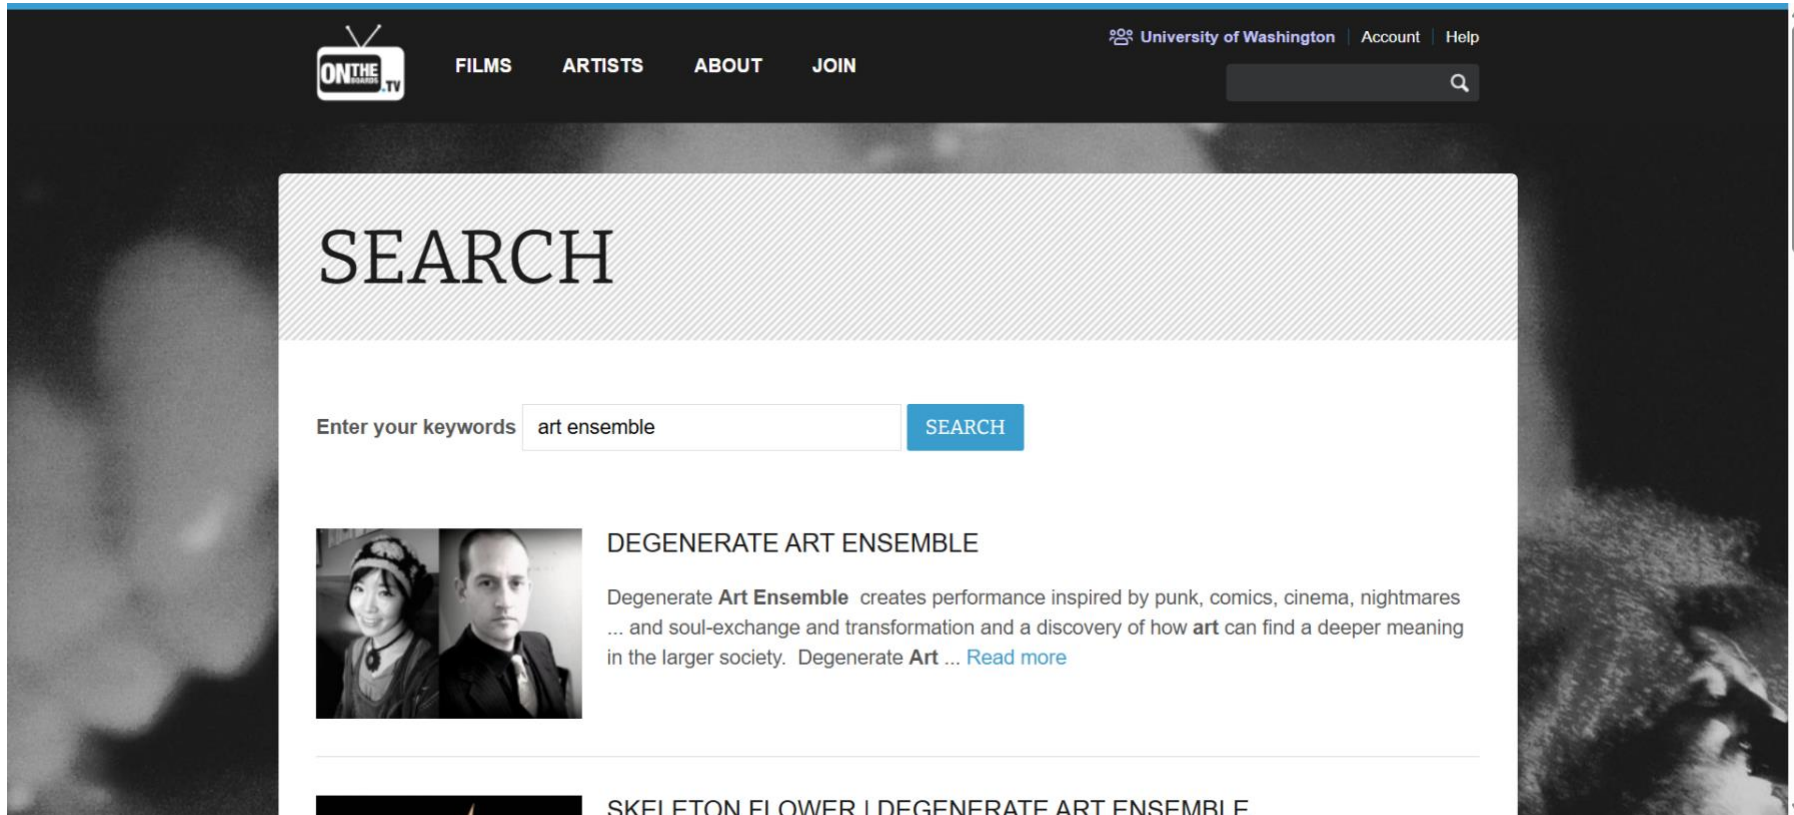 ONTHE
BOARDS
.TV
FILMS
ARTISTS
ABOUT
JOIN
University of Washington
Account
Help
SEARCH
Enter your keywords
art ensemble
SEARCH
DEGENERATE ART ENSEMBLE
Degenerate Art Ensemble creates performance inspired by punk, comics, cinema, nightmares
... and soul-exchange and transformation and a discovery of how art can find a deeper meaning
in the larger society. Degenerate Art ... Read more
SKELETON FLOWER | DEGENERATE ART ENSEMBLE